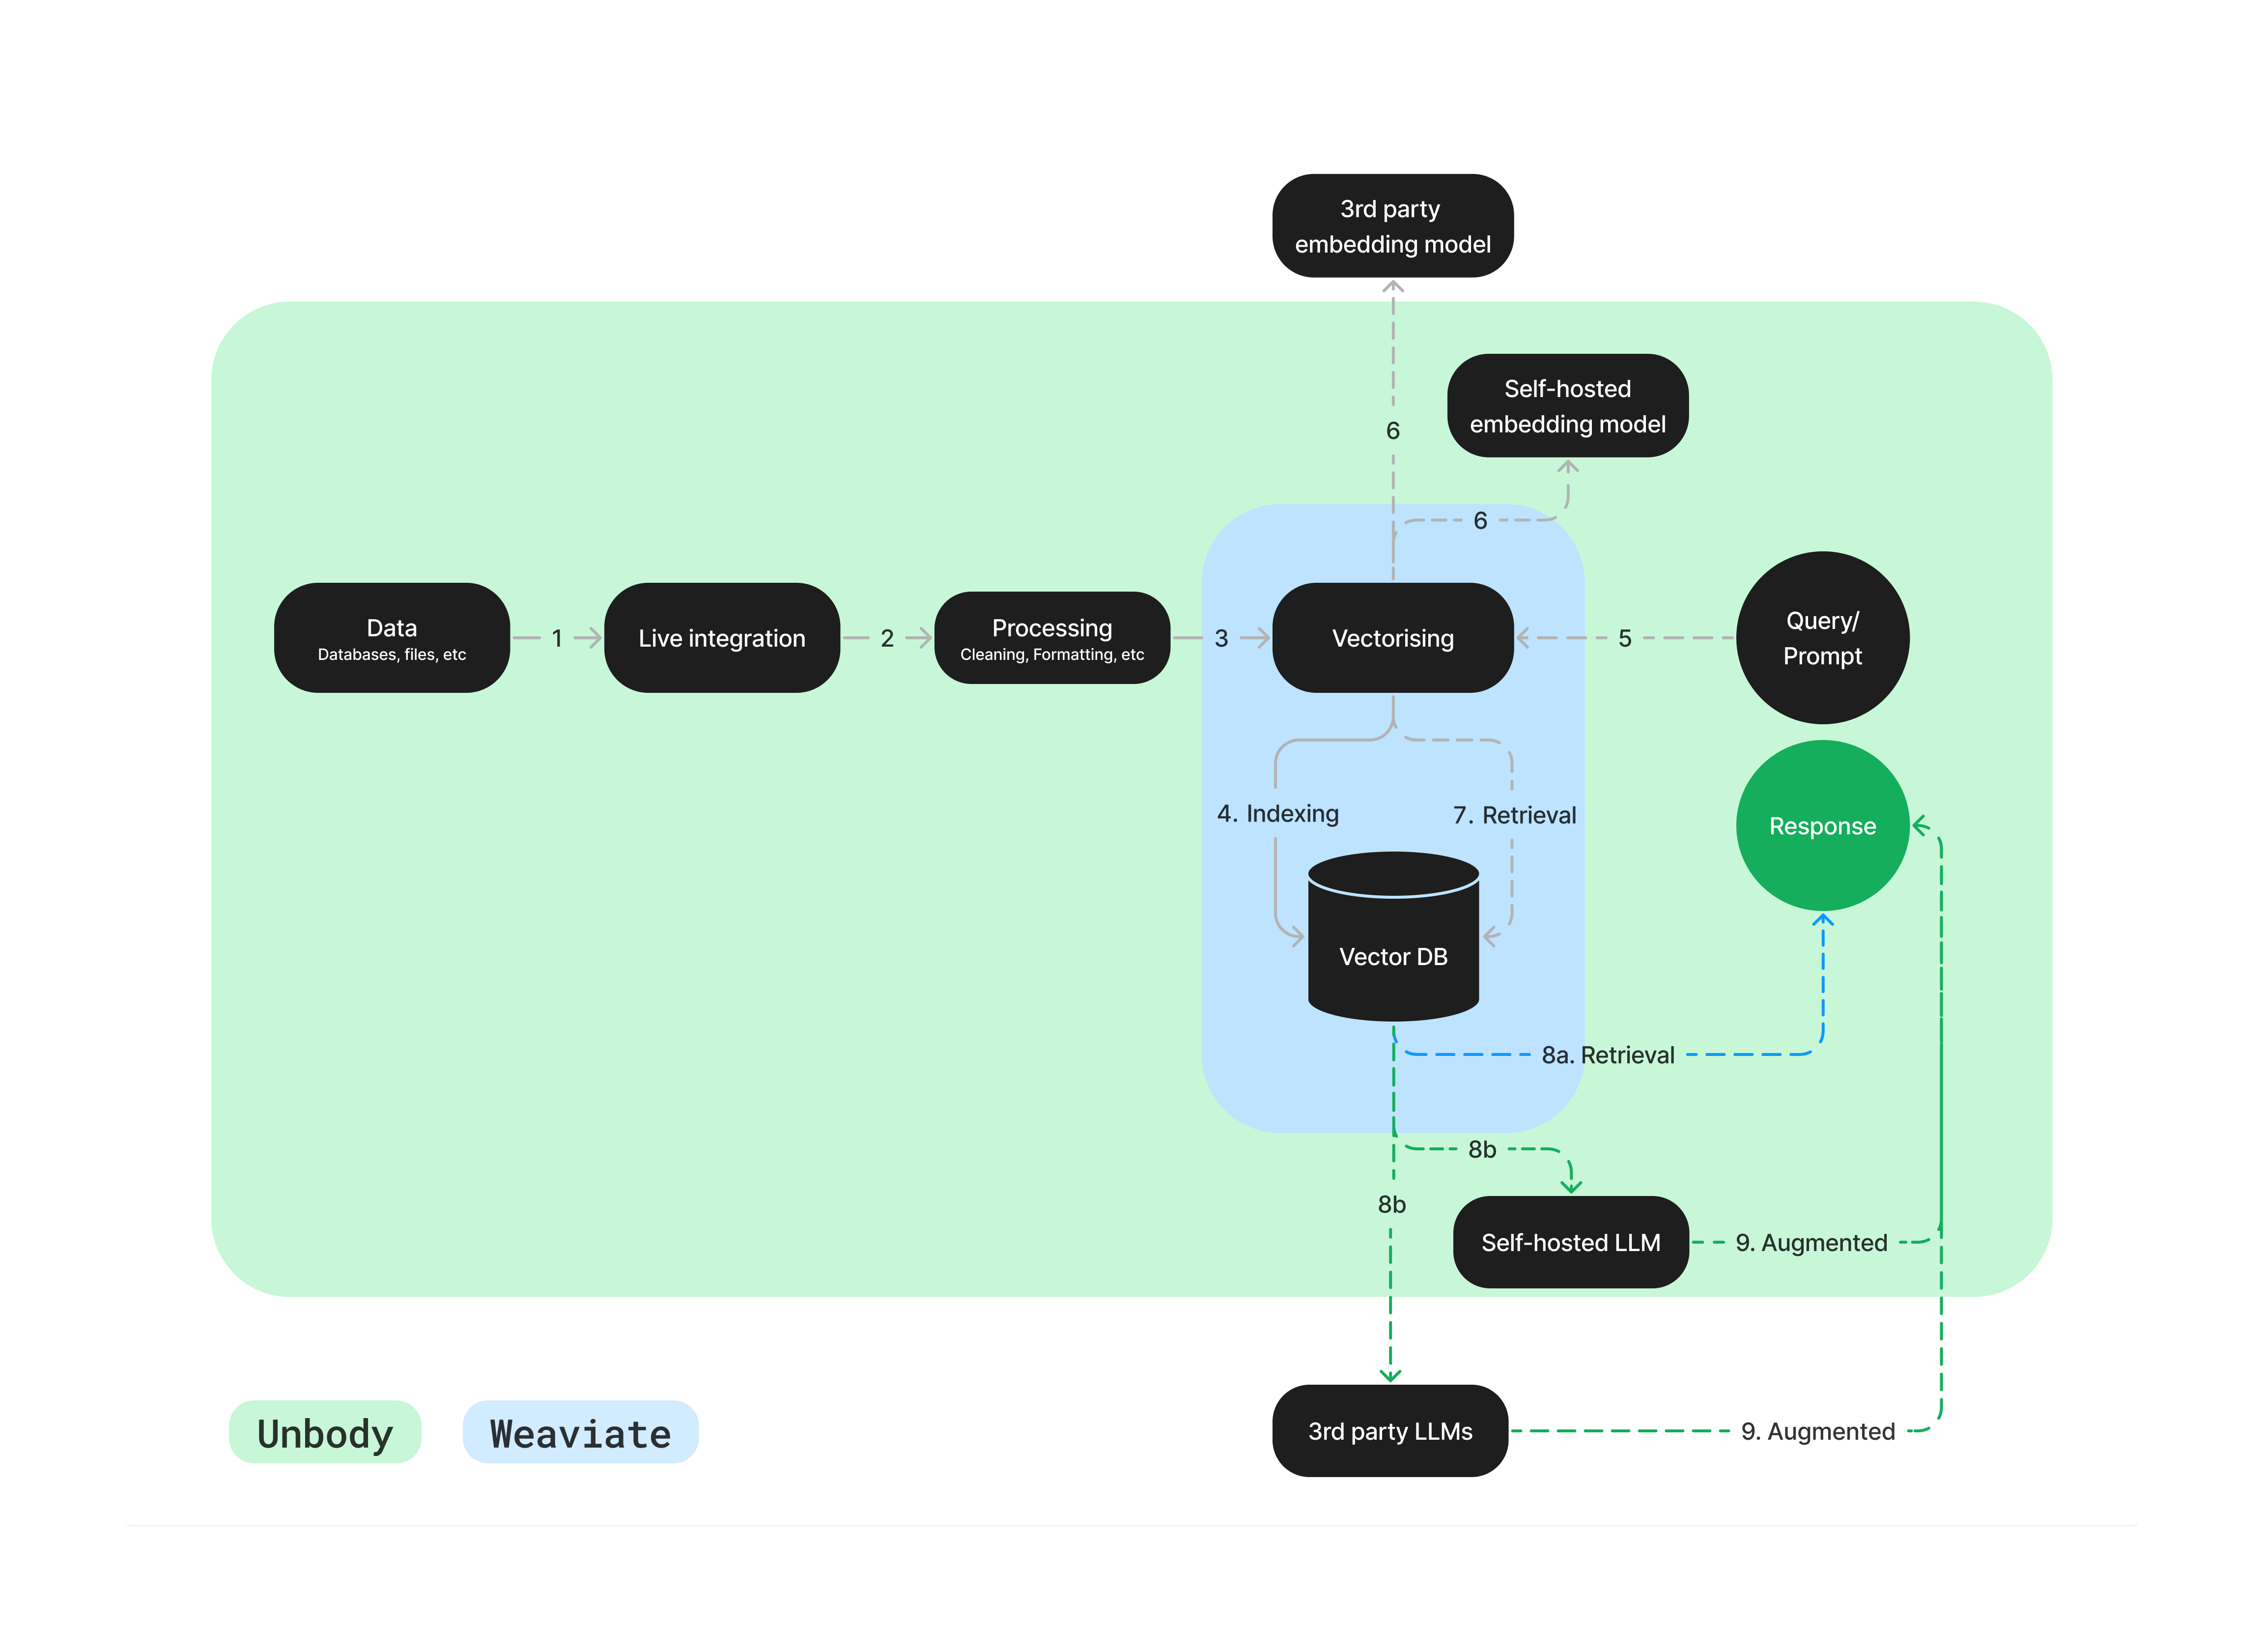 3rd party
embedding model
Self-hosted
embedding model
6
6
Data
Databases, files, etc
1
Live integration
2
Processing
Cleaning, Formatting, etc
3
Vectorising
5
Query/
Prompt
4. Indexing
7. Retrieval
Response
Vector DB
8a. Retrieval
8b
8b
Self-hosted LLM
9. Augmented
3rd party LLMs
9. Augmented
Unbody
Weaviate